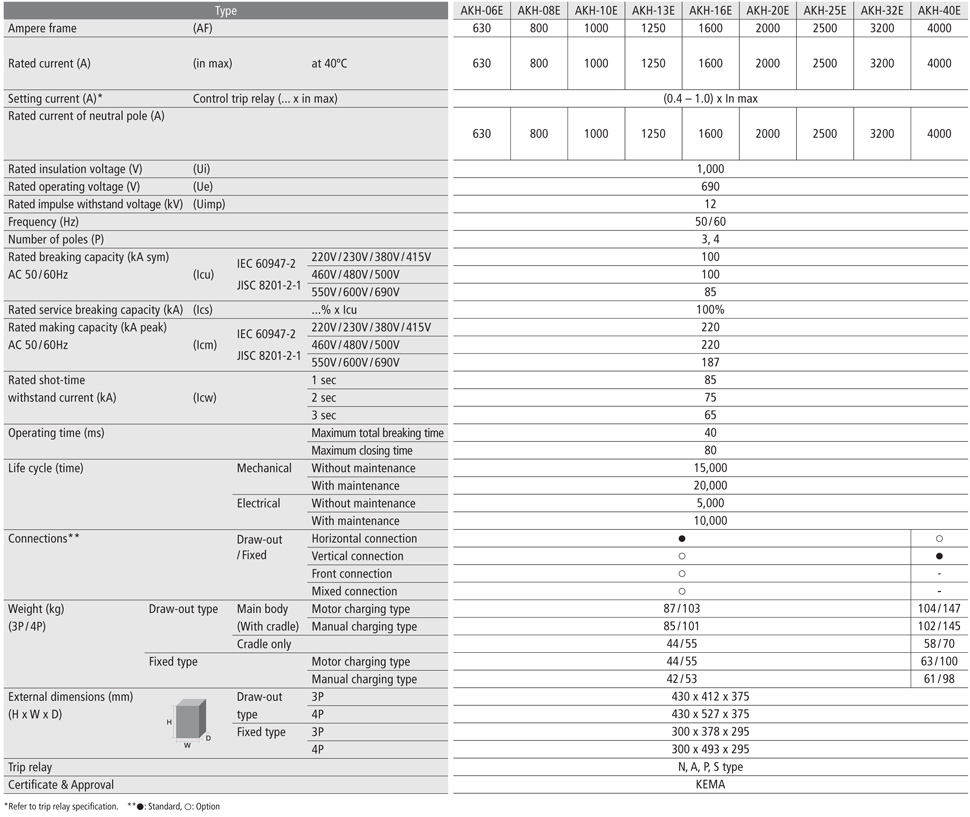 Type AKH-06E AKH-08E AKH-10E AKH-13E AKH-16E AKH-20E AKH-25E AKH-32E AKH-40E
Ampere frame (AF) 630 800 1000 1250 1600 2000 2500 3200 4000
Rated current (A) (in max) at 40°C 630 800 1000 1250 1600 2000 2500 3200 4000
Setting current (A)* Control trip relay (... x in max) (0.4 – 1.0) x In max
Rated current of neutral pole (A)
630 800 1000 1250 1600 2000 2500 3200 4000
Rated insulation voltage (V) (Ui) 1,000
Rated operating voltage (V) (Ue) 690
Rated impulse withstand voltage (kV) (Uimp) 12
Frequency (Hz) 50/60
Number of poles (P) 3, 4
Rated breaking capacity (kA sym) IEC 60947-2 220V/230V/380V/415V 100
AC 50/60Hz (Icu) JISC 8201-2-1 460V/480V/500V 100
550V/600V/690V 85
Rated service breaking capacity (kA) (Ics) ...% x Icu 100%
Rated making capacity (kA peak) IEC 60947-2 220V/230V/380V/415V 220
AC 50/60Hz (Icm) JISC 8201-2-1 460V/480V/500V 220
550V/600V/690V 187
Rated shot-time 1 sec 85
withstand current (kA) (Icw) 2 sec 75
3 sec 65
Operating time (ms) Maximum total breaking time 40
Maximum closing time 80
Life cycle (time) Mechanical Without maintenance 15,000
With maintenance 20,000
Electrical Without maintenance 5,000
With maintenance 10,000
Connections** Draw-out Horizontal connection ● ○
/Fixed Vertical connection ○ ●
Front connection ○ -
Mixed connection ○ -
Weight (kg) Draw-out type Main body Motor charging type 87/103 104/147
(3P/4P) (With cradle) Manual charging type 85/101 102/145
Cradle only 44/55 58/70
Fixed type Motor charging type 44/55 63/100
Manual charging type 42/53 61/98
External dimensions (mm) Draw-out 3P 430 x 412 x 375
(H x W x D) H W D type 4P 430 x 527 x 375
Fixed type 3P 300 x 378 x 295
4P 300 x 493 x 295
Trip relay N, A, P, S type
Certificate & Approval KEMA
*Refer to trip relay specification. **●: Standard, ○: Option